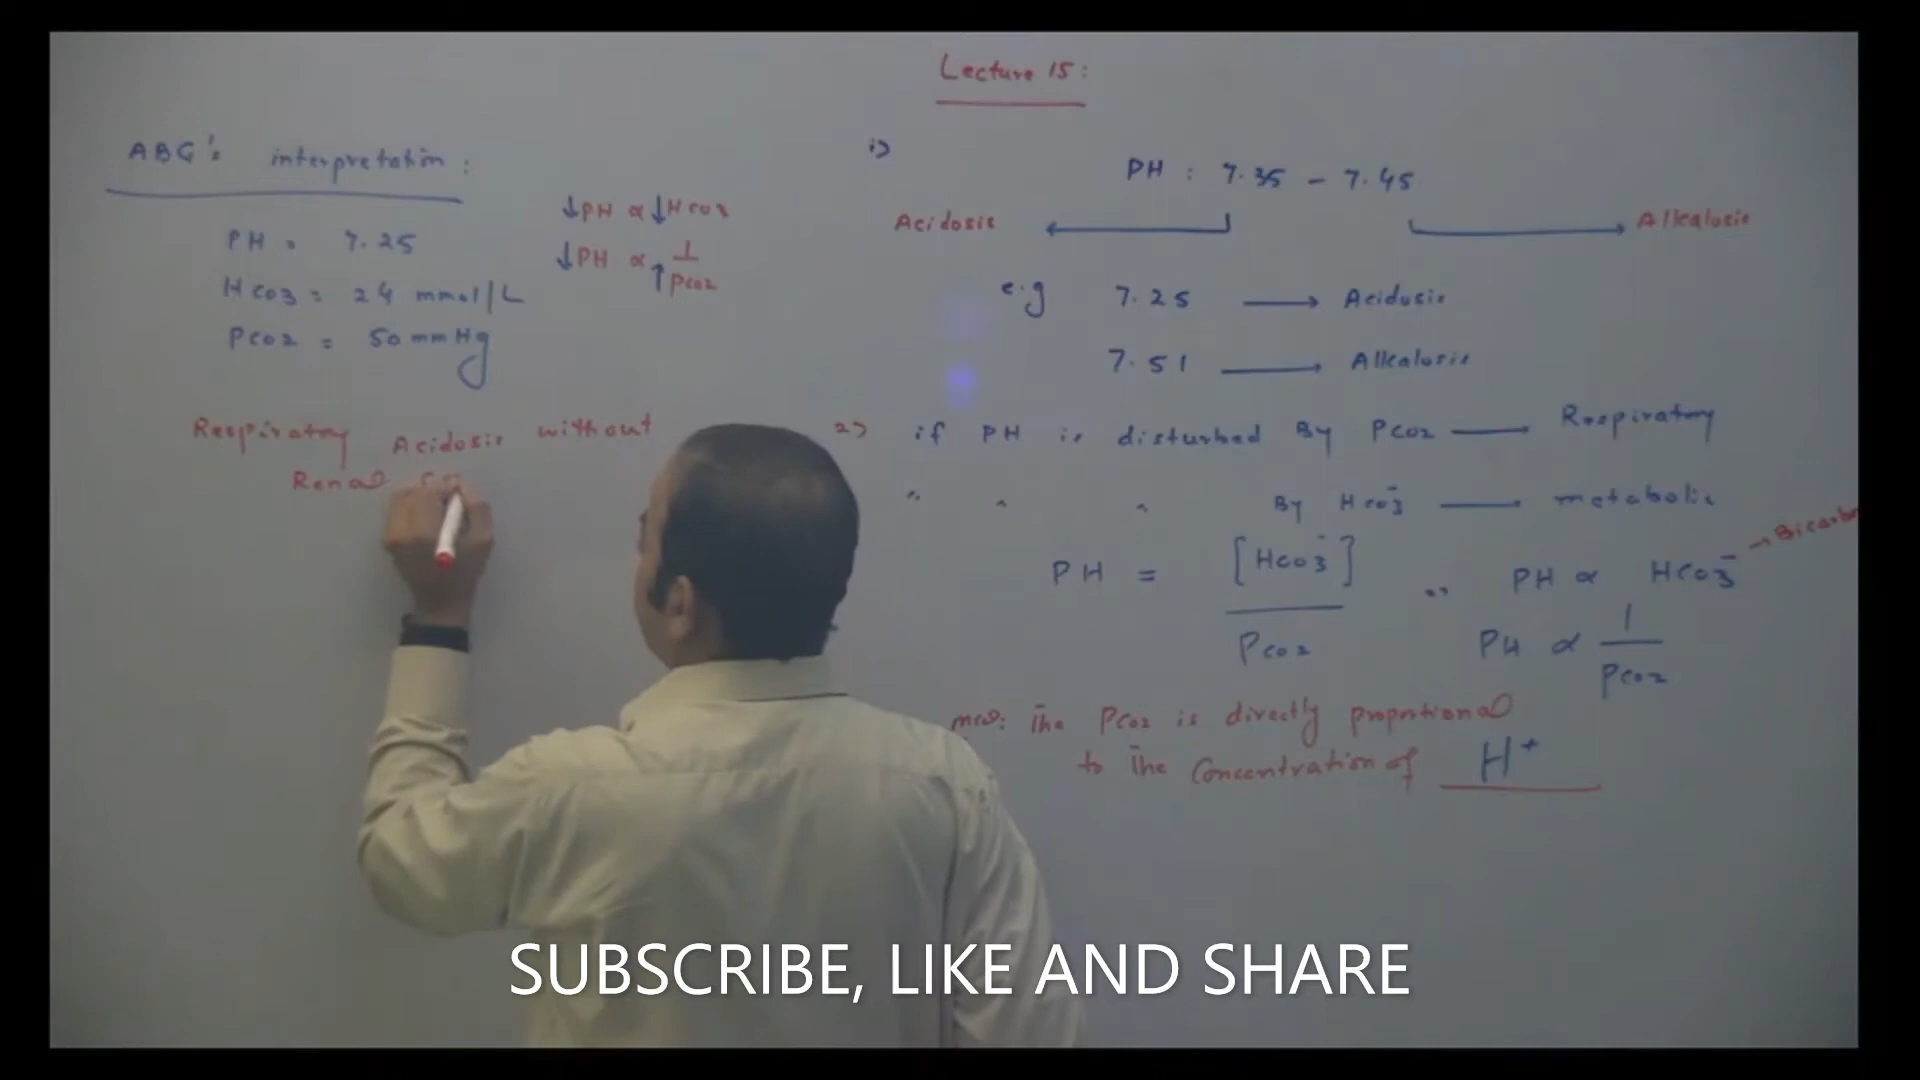 Lecture 15:
ABG's interpretation:
PH = 7.25
HCO3 = 24 mmol/L
PCO2 = 50 mmHg
↓PH ∝ ↓HCO3
↓PH ∝ 1/↑PCO2
Respiratory Acidosis without
Renal
1)
PH : 7.35 - 7.45
Acidosis
Alkalosis
e.g 7.25 → Acidosis
7.51 → Alkalosis
2) if PH is disturbed By PCO2 → Respiratory
" " " By HCO3⁻ → metabolic
PH = [HCO3⁻] / PCO2
PH ∝ HCO3⁻ →
PH ∝ 1/PCO2
The PCO2 is directly proportional
to The Concentration of H+
SUBSCRIBE, LIKE AND SHARE